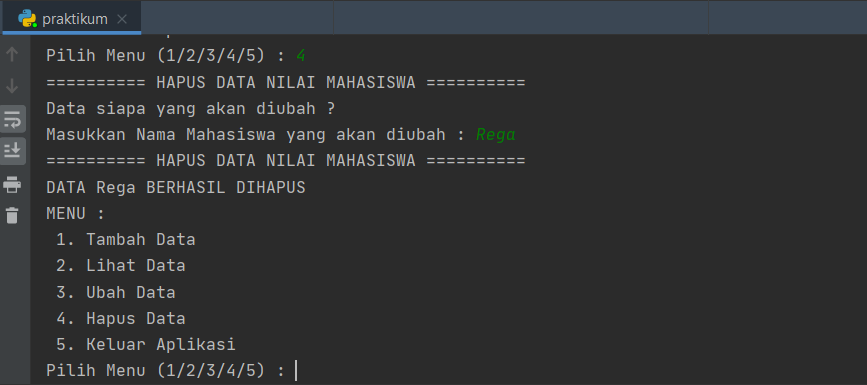 praktikum
Pilih Menu (1/2/3/4/5) : 4
========== HAPUS DATA NILAI MAHASISWA ==========
Data siapa yang akan diubah ?
Masukkan Nama Mahasiswa yang akan diubah : Rega
========== HAPUS DATA NILAI MAHASISWA ==========
DATA Rega BERHASIL DIHAPUS
MENU :
1. Tambah Data
2. Lihat Data
3. Ubah Data
4. Hapus Data
5. Keluar Aplikasi
Pilih Menu (1/2/3/4/5) :